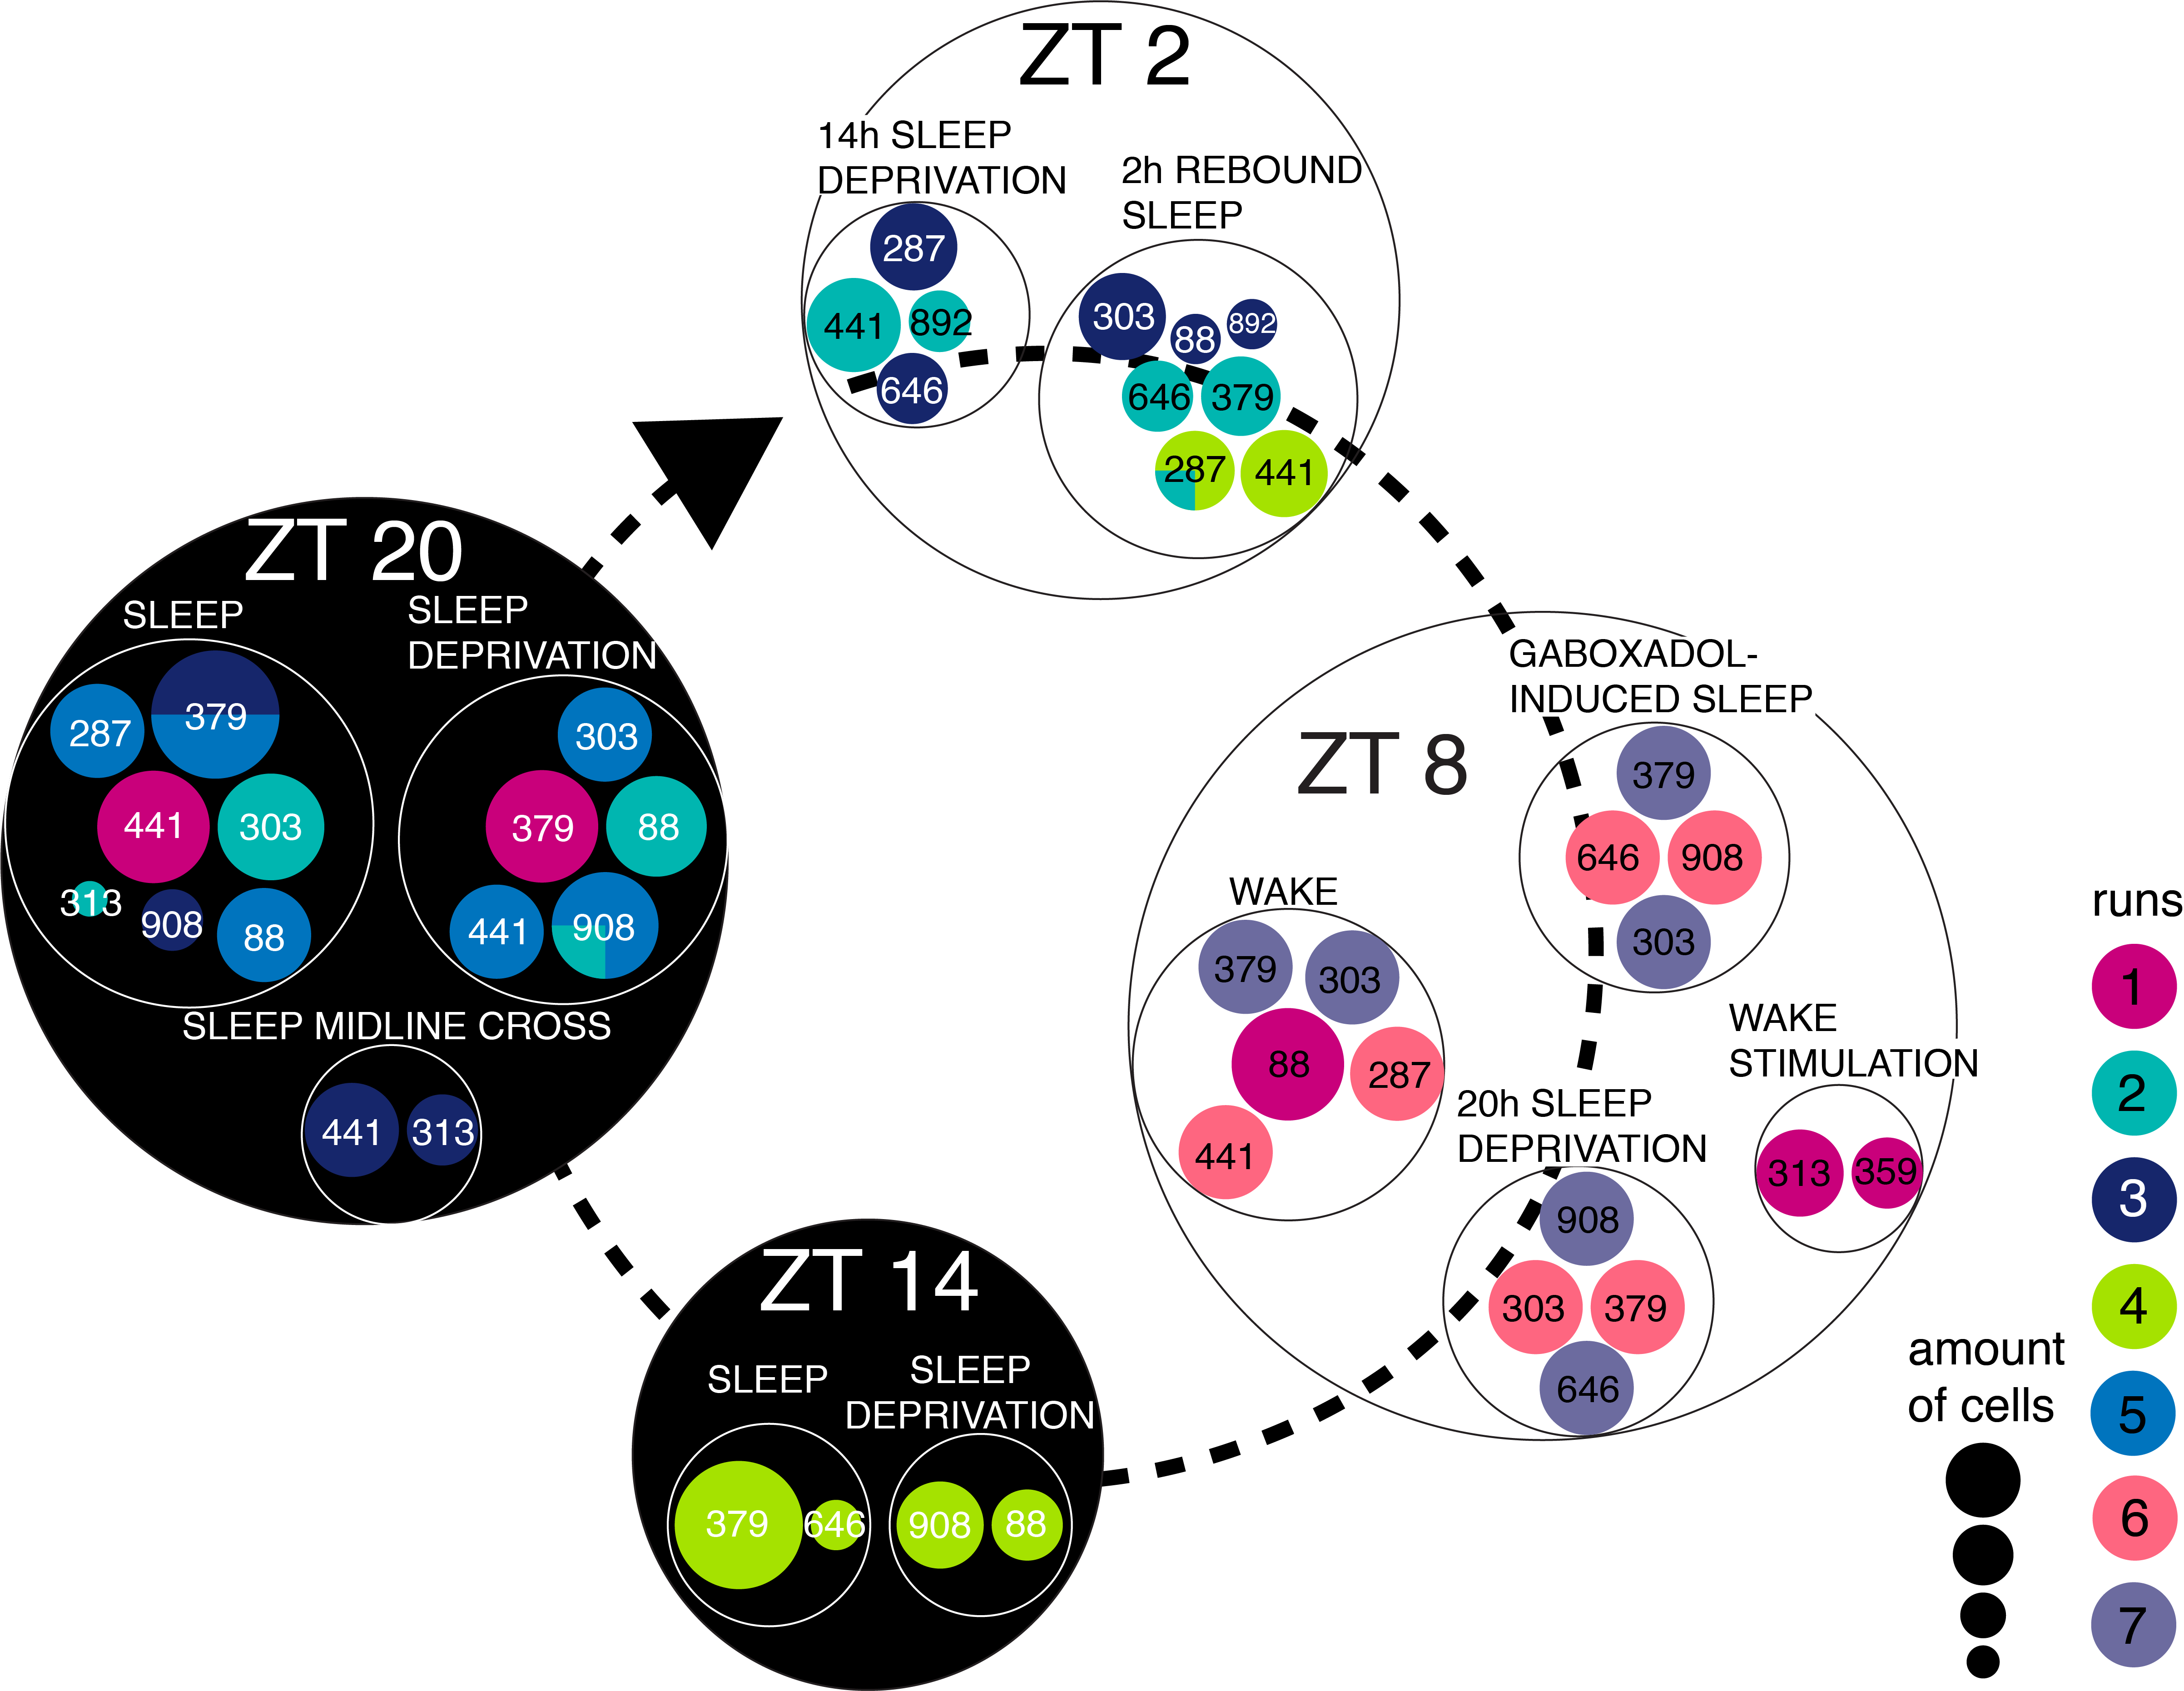 ZT 2
14h SLEEP
DEPRIVATION
287
441
892
646
2h REBOUND
SLEEP
303
88
892
646
379
287
441
ZT 20
SLEEP
287
379
441
303
313
908
88
SLEEP
DEPRIVATION
303
379
88
441
908
SLEEP MIDLINE CROSS
441
313
ZT 8
GABOXADOL-
INDUCED SLEEP
379
646
908
303
WAKE
379
303
88
287
441
WAKE
STIMULATION
313
359
20h SLEEP
DEPRIVATION
908
303
379
646
ZT 14
SLEEP
379
646
SLEEP
DEPRIVATION
908
88
runs
1
2
3
4
5
6
7
amount
of cells